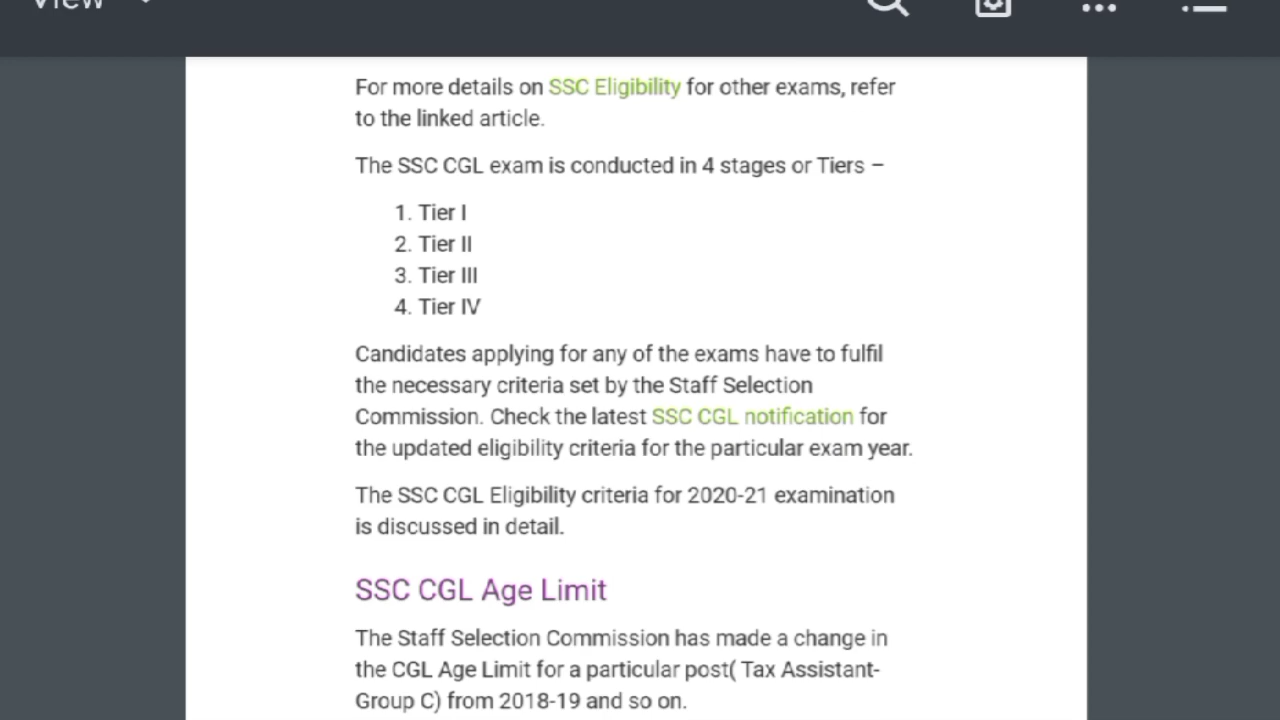 View
For more details on SSC Eligibility for other exams, refer
to the linked article.
The SSC CGL exam is conducted in 4 stages or Tiers –
1. Tier I
2. Tier II
3. Tier III
4. Tier IV
Candidates applying for any of the exams have to fulfil
the necessary criteria set by the Staff Selection
Commission. Check the latest SSC CGL notification for
the updated eligibility criteria for the particular exam year.
The SSC CGL Eligibility criteria for 2020-21 examination
is discussed in detail.
SSC CGL Age Limit
The Staff Selection Commission has made a change in
the CGL Age Limit for a particular post( Tax Assistant-
Group C) from 2018-19 and so on.